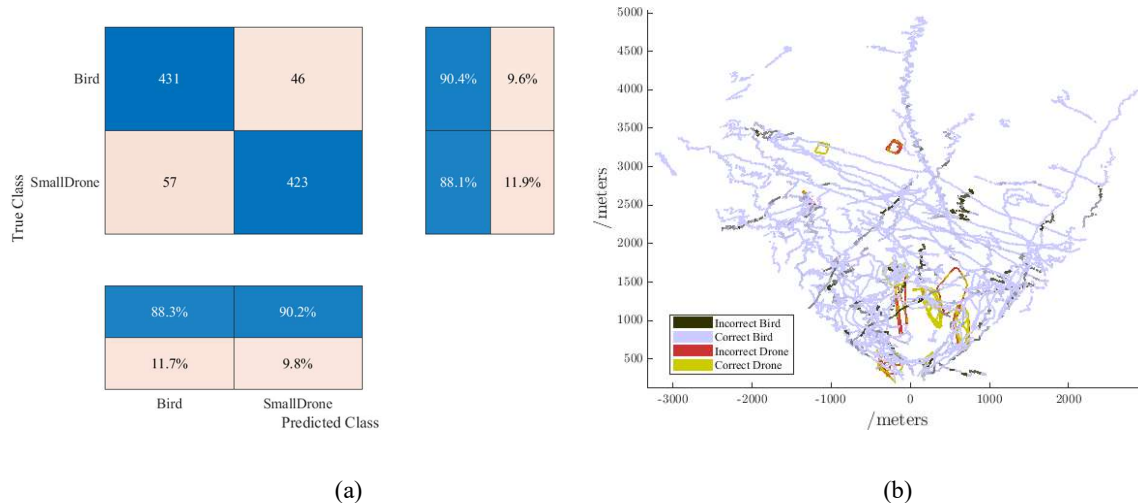 Bird
431
46
90.4%
9.6%
SmallDrone
57
423
88.1%
11.9%
True Class
88.3%
90.2%
11.7%
9.8%
Bird
SmallDrone
Predicted Class
(a)
5000
4500
4000
3500
3000
2500
2000
1500
1000
500
/meters
Incorrect Bird
Correct Bird
Incorrect Drone
Correct Drone
-3000
-2000
-1000
0
1000
2000
/meters
(b)